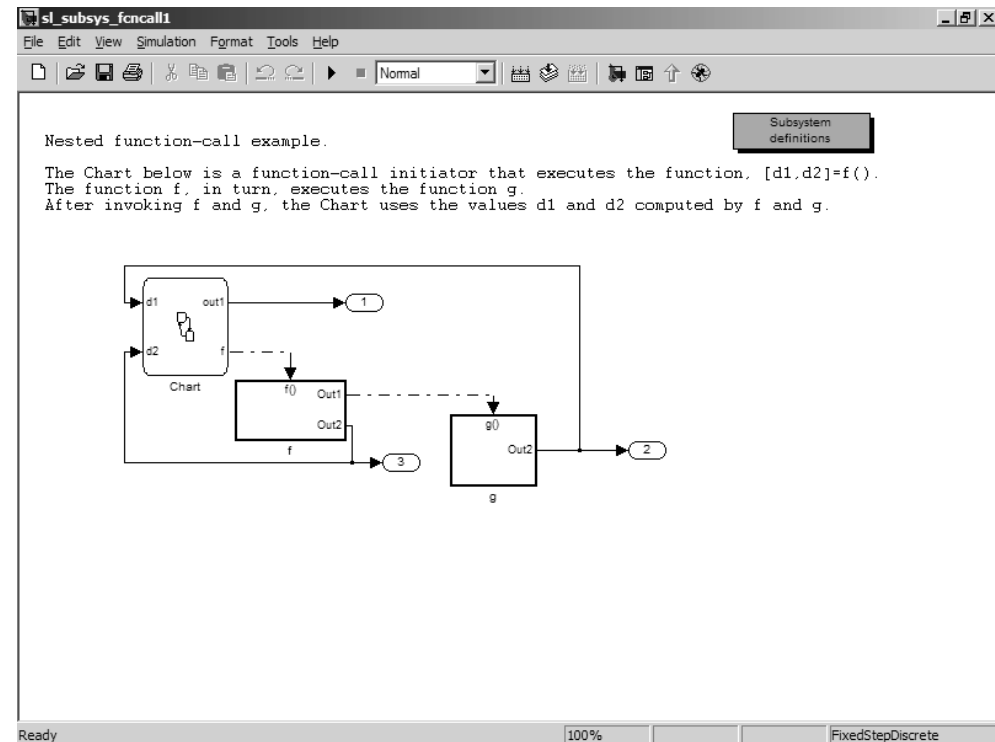 sl_subsys_fcncall1
File Edit View Simulation Format Tools Help
Normal
Subsystem
definitions
Nested function-call example.
The Chart below is a function-call initiator that executes the function, [d1,d2]=f().
The function f, in turn, executes the function g.
After invoking f and g, the Chart uses the values d1 and d2 computed by f and g.
d1 out1
1
d2 f
Chart
f() Out1
Out2
f
3
g()
Out2
2
g
Ready 100% FixedStepDiscrete